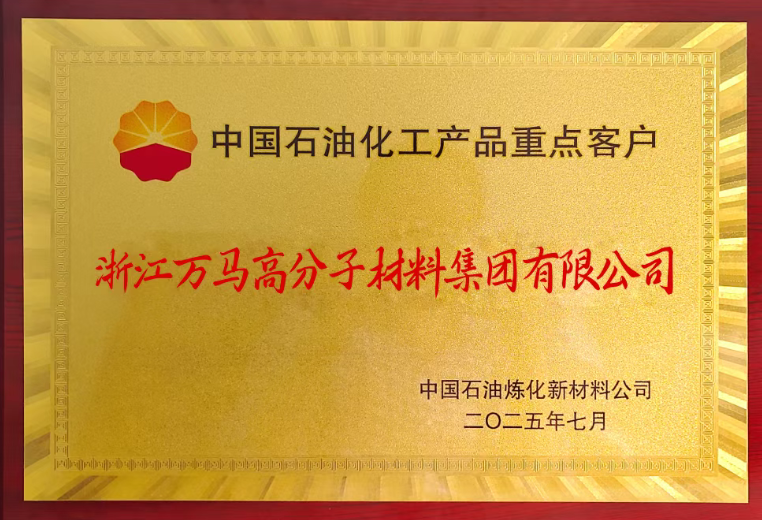 中国石油化工产品重点客户
浙江万马高分子材料集团有限公司
中国石油炼化新材料公司
二〇二五年七月